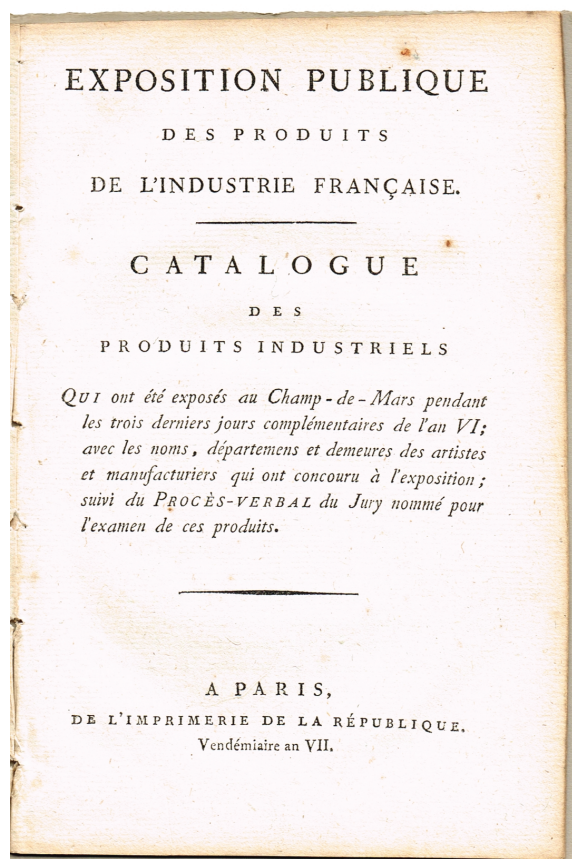 EXPOSITION PUBLIQUE
DES PRODUITS
DE L'INDUSTRIE FRANÇAISE.
CATALOGUE
DES
PRODUITS INDUSTRIELS
QUI ont été exposés au Champ-de-Mars pendant
les trois derniers jours complémentaires de l'an VI;
avec les noms, départemens et demeures des artistes
et manufacturiers qui ont concouru à l'exposition;
suivi du PROCÈS-VERBAL du Jury nommé pour
l'examen de ces produits.
A PARIS,
DE L'IMPRIMERIE DE LA RÉPUBLIQUE.
Vendémiaire an VII.